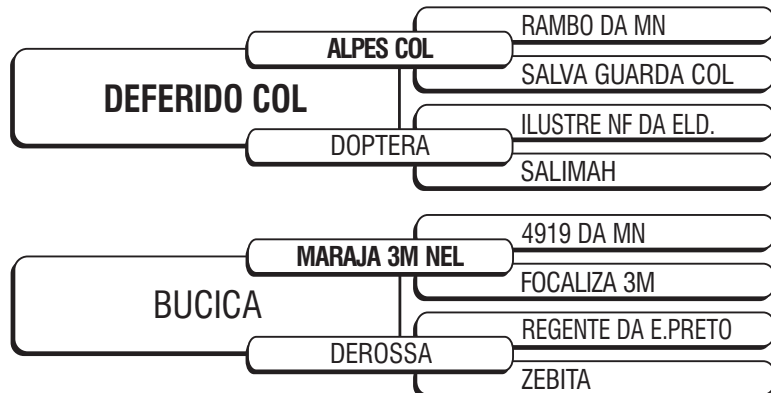 RAMBO DA MN
ALPES COL
SALVA GUARDA COL
DEFERIDO COL
ILUSTRE NF DA ELD.
DOPTERA
SALIMAH
4919 DA MN
MARAJA 3M NEL
FOCALIZA 3M
BUCICA
REGENTE DA E.PRETO
DEROSSA
ZEBITA